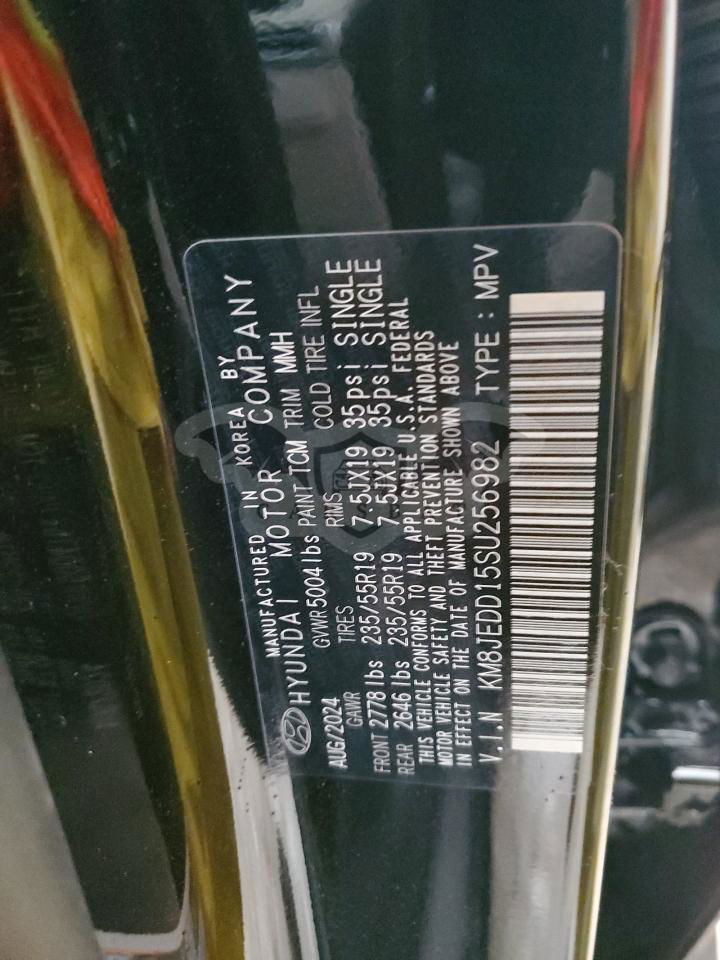 MANUFACTURED IN KOREA BY
HYUNDAI MOTOR COMPANY
AUG/2024 GVWR 5004 lbs PAINT TCM TRIM MMH
GAWR TIRES RIMS COLD TIRE INFL
FRONT 2778 lbs 235/55R19 7.5JX19 35psi SINGLE
REAR 2646 lbs 235/55R19 7.5JX19 35psi SINGLE
THIS VEHICLE CONFORMS TO ALL APPLICABLE U.S.A. FEDERAL
MOTOR VEHICLE SAFETY AND THEFT PREVENTION STANDARDS
IN EFFECT ON THE DATE OF MANUFACTURE SHOWN ABOVE
V.I.N KM8JEDD15SU256982 TYPE : MPV